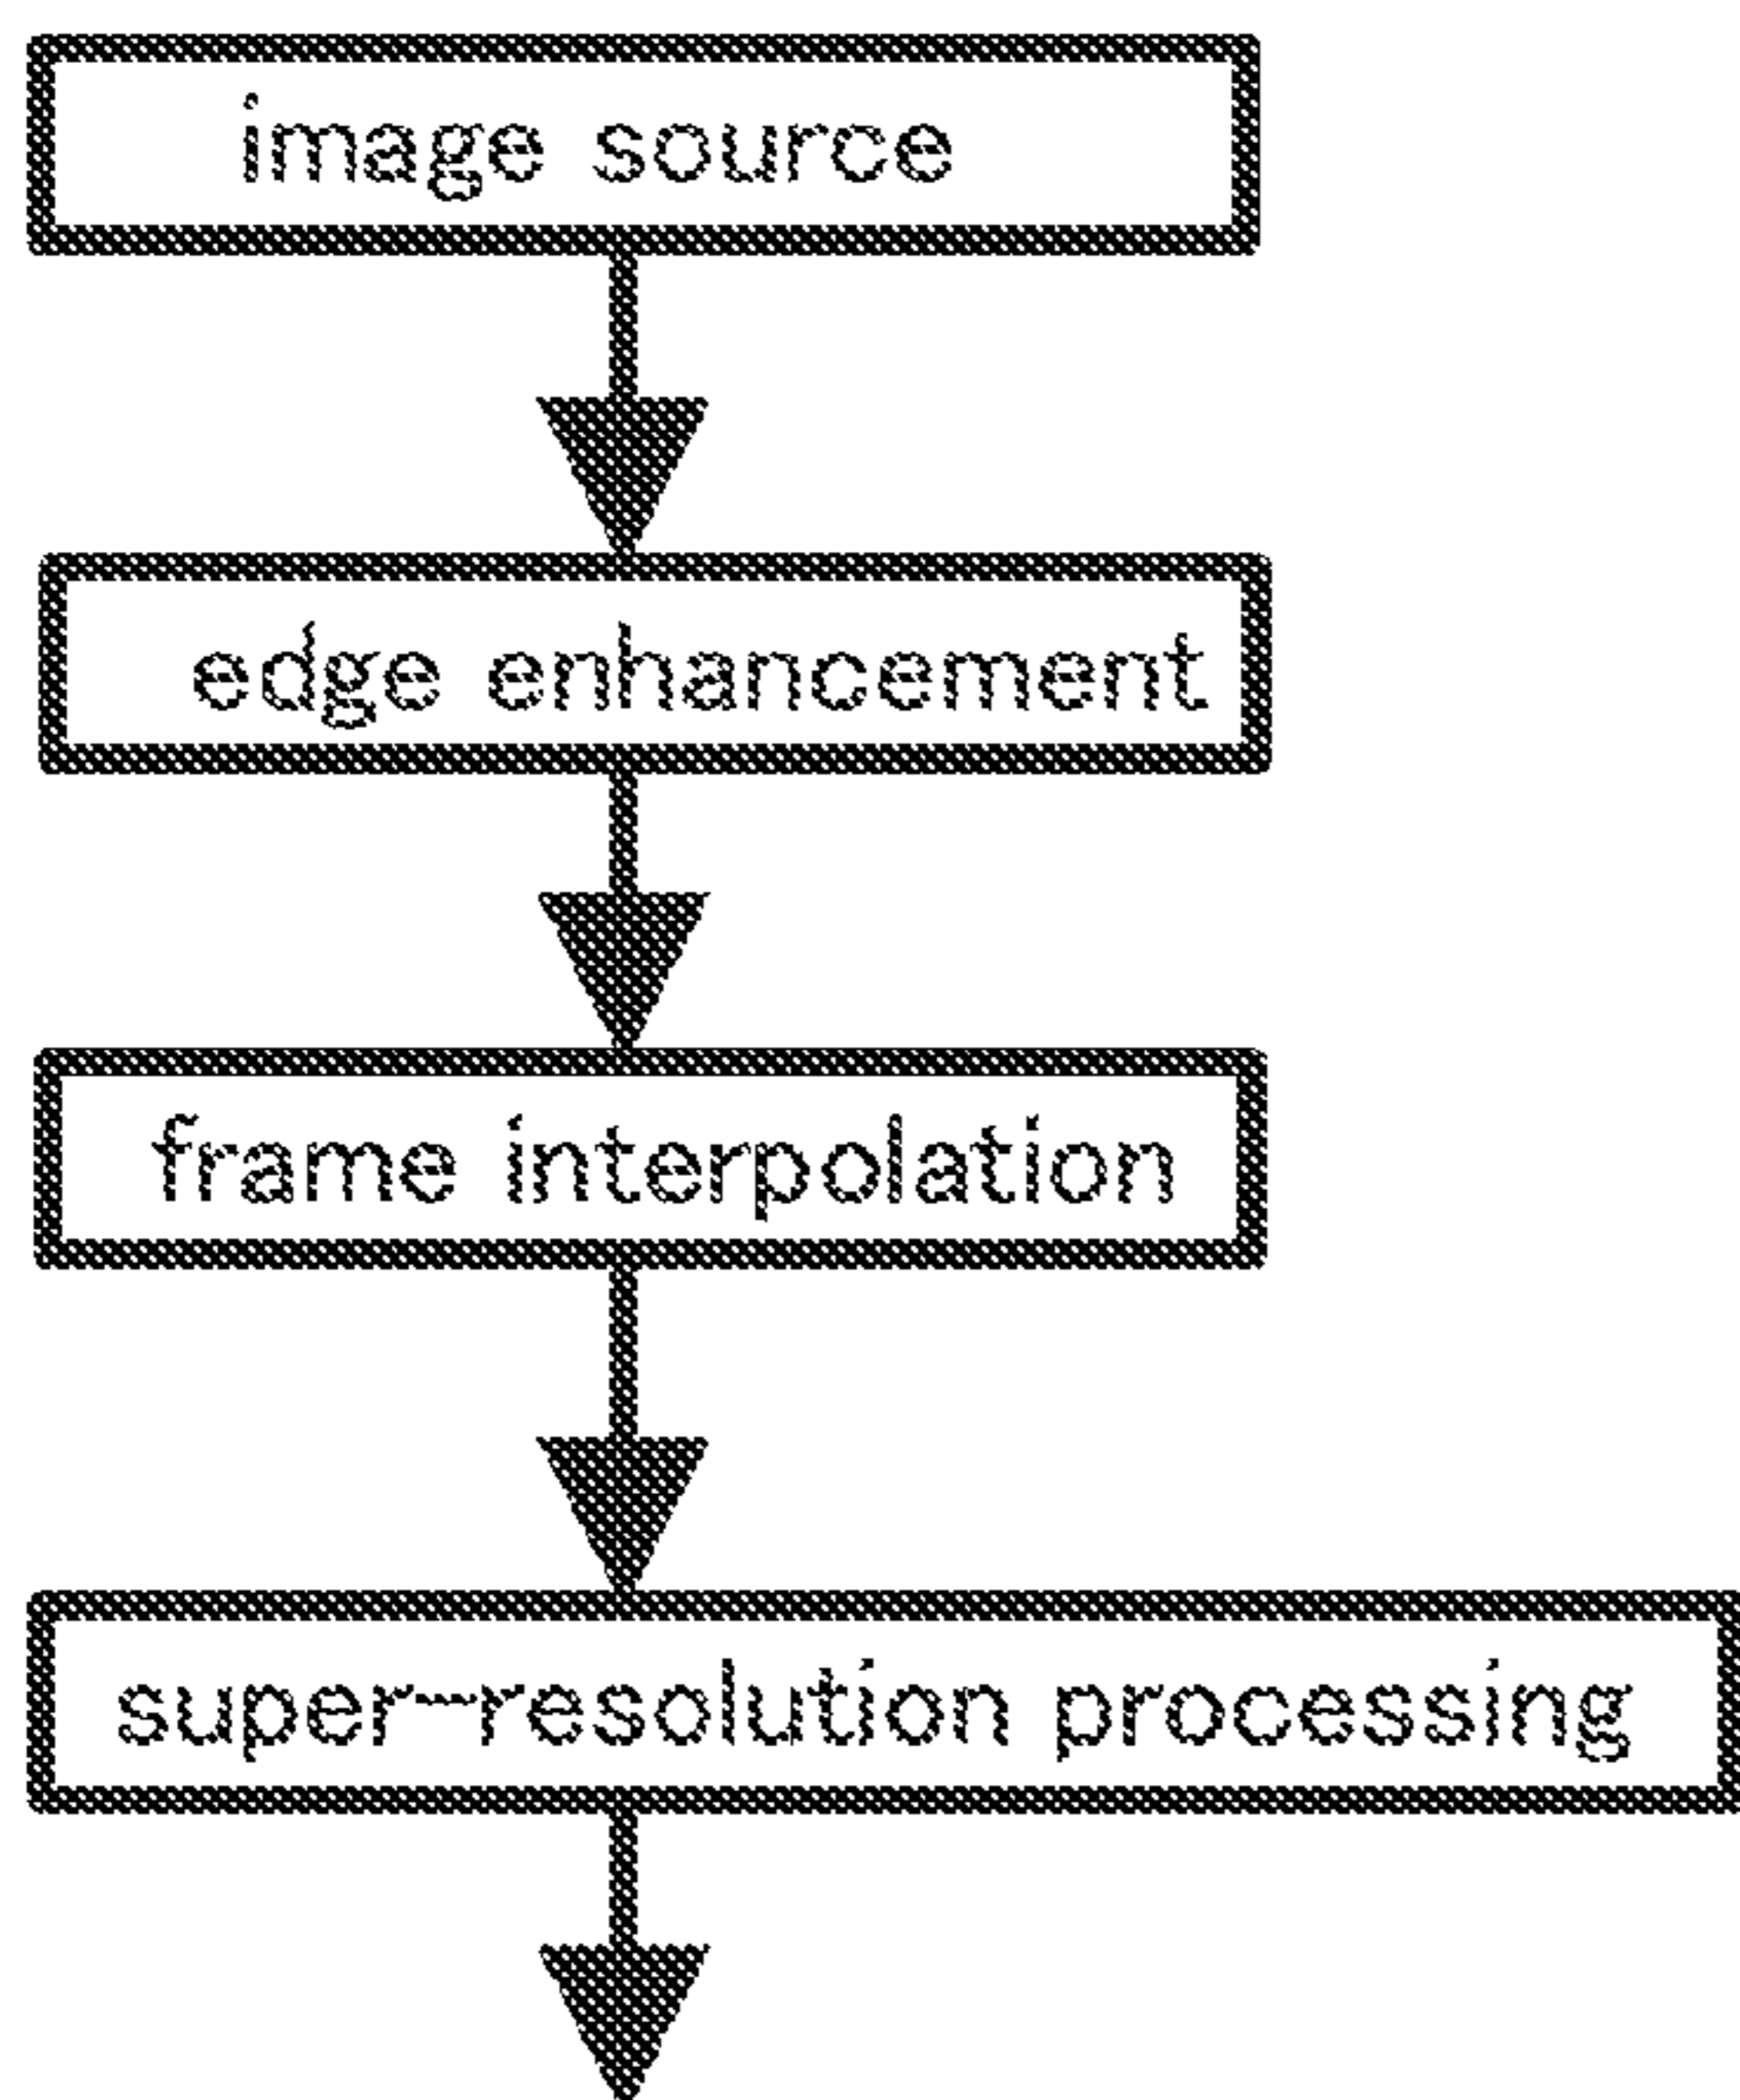 image source
edge enhancement
frame interpolation
super-resolution processing